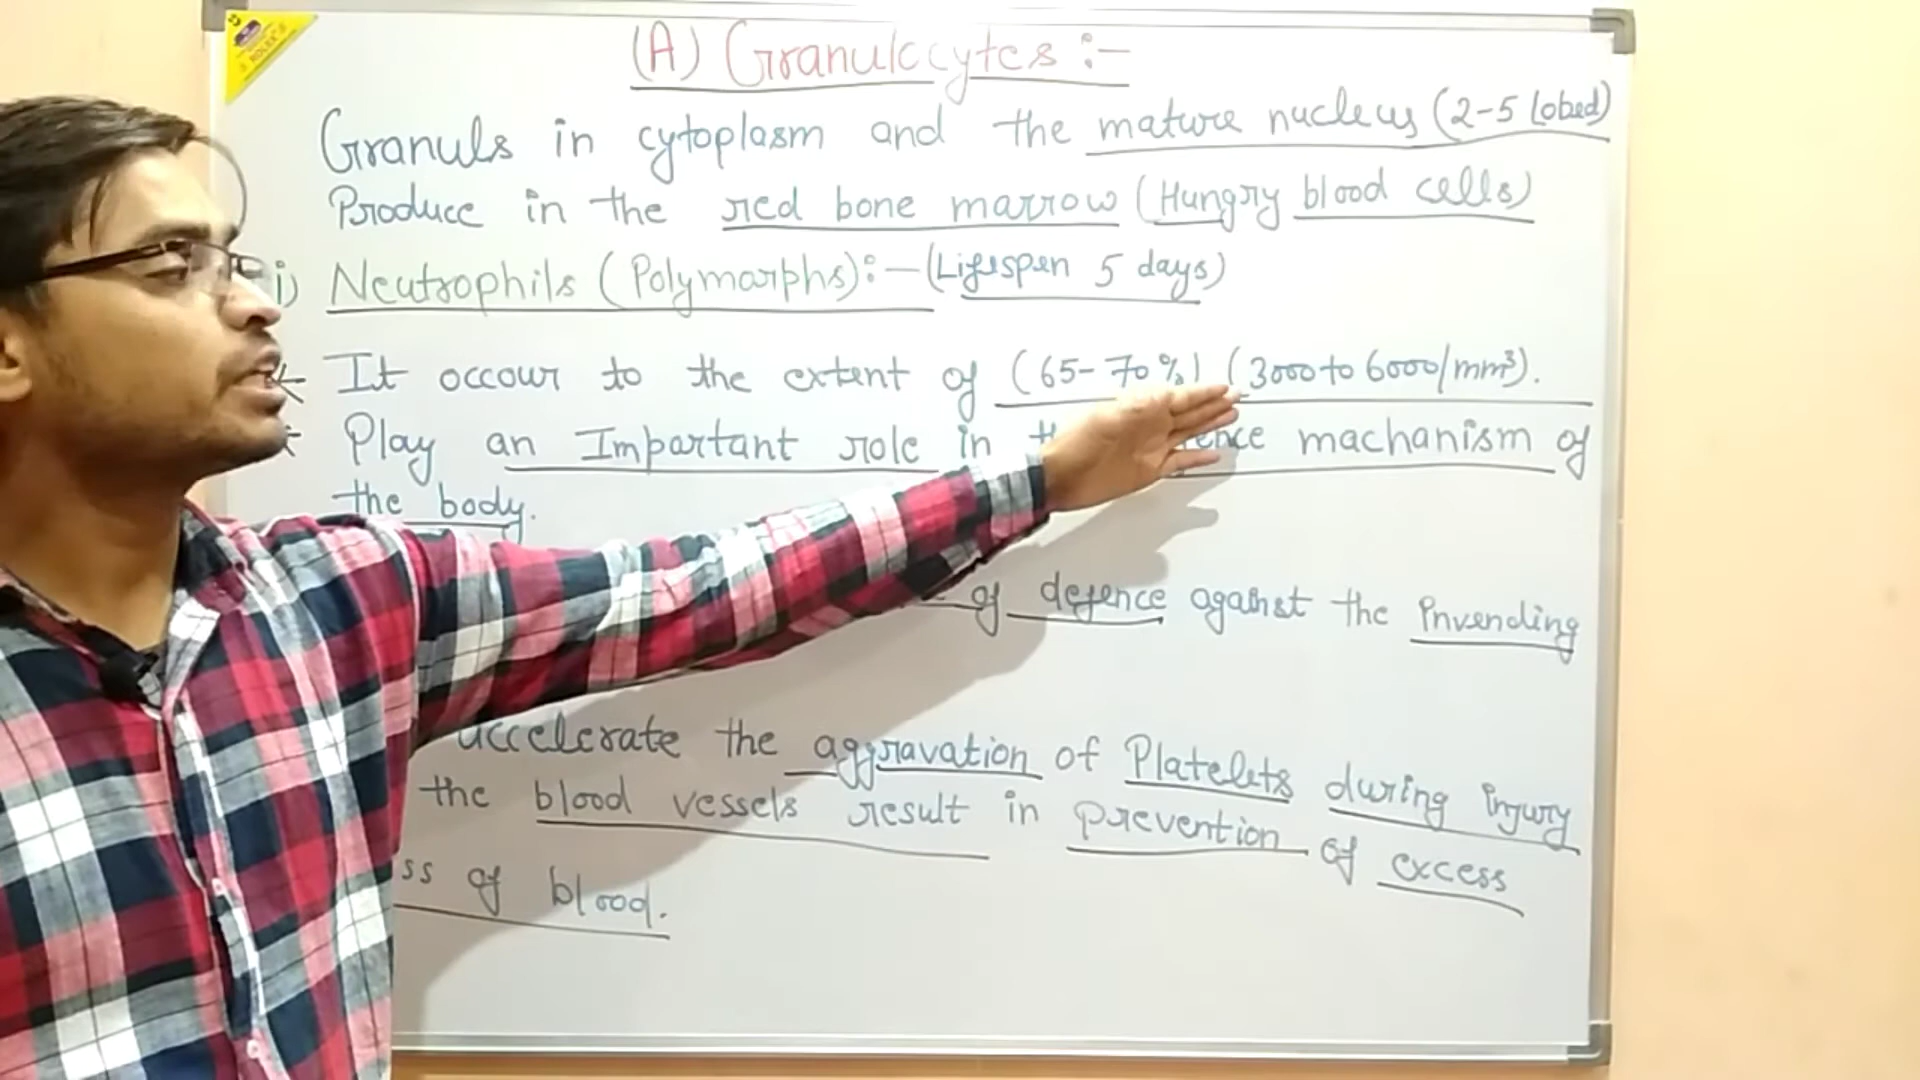 (A) Granulocytes :-
Granuls in cytoplasm and the mature nucleus (2-5 Lobed)
Produce in the red bone marrow (Hungry blood cells)
i) Neutrophils (Polymorphs):- (Lifespen 5 days)
* It occour to the extent of (65-70%) (3000 to 6000/mm³).
* Play an Important role in machanism of
the body.
of defence against the invending
accelerate the aggravation of Platelets during injury
the blood vessels result in prevention of excess
of blood.